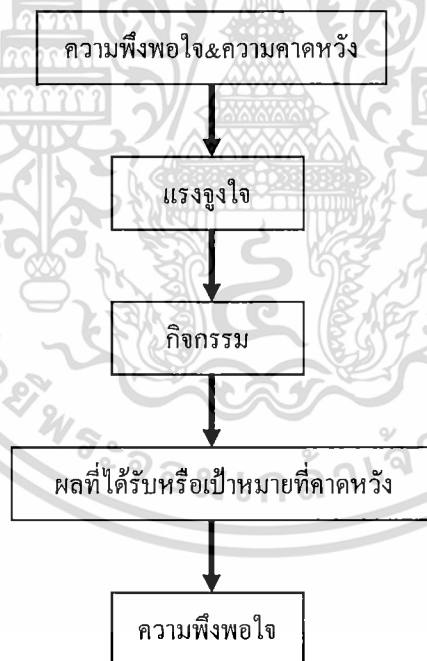 ความพึงพอใจ&ความคาดหวัง
แรงจูงใจ
กิจกรรม
ผลที่ได้รับหรือเป้าหมายที่คาดหวัง
ความพึงพอใจ